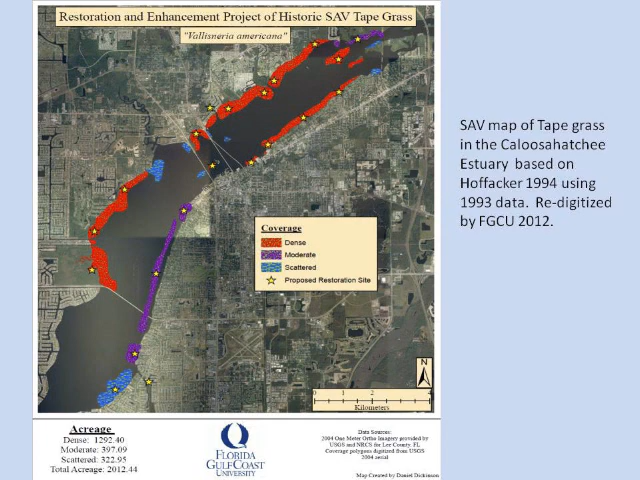 Restoration and Enhancement Project of Historic SAV Tape Grass
"Vallisneria americana"
SAV map of Tape grass
in the Caloosahatchee
Estuary based on
Hoffacker 1994 using
1993 data. Re-digitized
by FGCU 2012.
Coverage
Dense
Moderate
Scattered
Proposed Restoration Site
N
0 1 2 4
Kilometers
Acreage
Dense: 1292.40
Moderate: 397.09
Scattered: 322.95
Total Acreage: 2012.44
FLORIDA
GULF COAST
UNIVERSITY
Data Sources:
2004 One Meter Ortho Imagery provided by
USGS and NRCS for Lee County, FL
Coverage polygons digitized from USGS
2004 aerial
Map Created by Daniel Dickinson